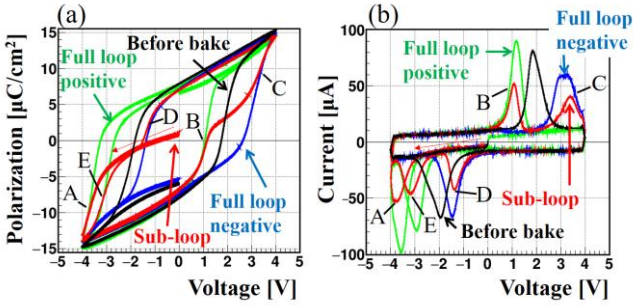 (a)
Polarization [μC/cm²]
15
10
5
0
−5
−10
−15
Full loop
positive
Before bake
C
D
B
E
A
Full loop
negative
Sub-loop
−5 −4 −3 −2 −1 0 1 2 3 4 5
Voltage [V]
(b)
Current [μA]
100
50
0
−50
−100
Full loop
positive
Full loop
negative
B
C
D
A
E
Sub-loop
Before bake
−5 −4 −3 −2 −1 0 1 2 3 4 5
Voltage [V]